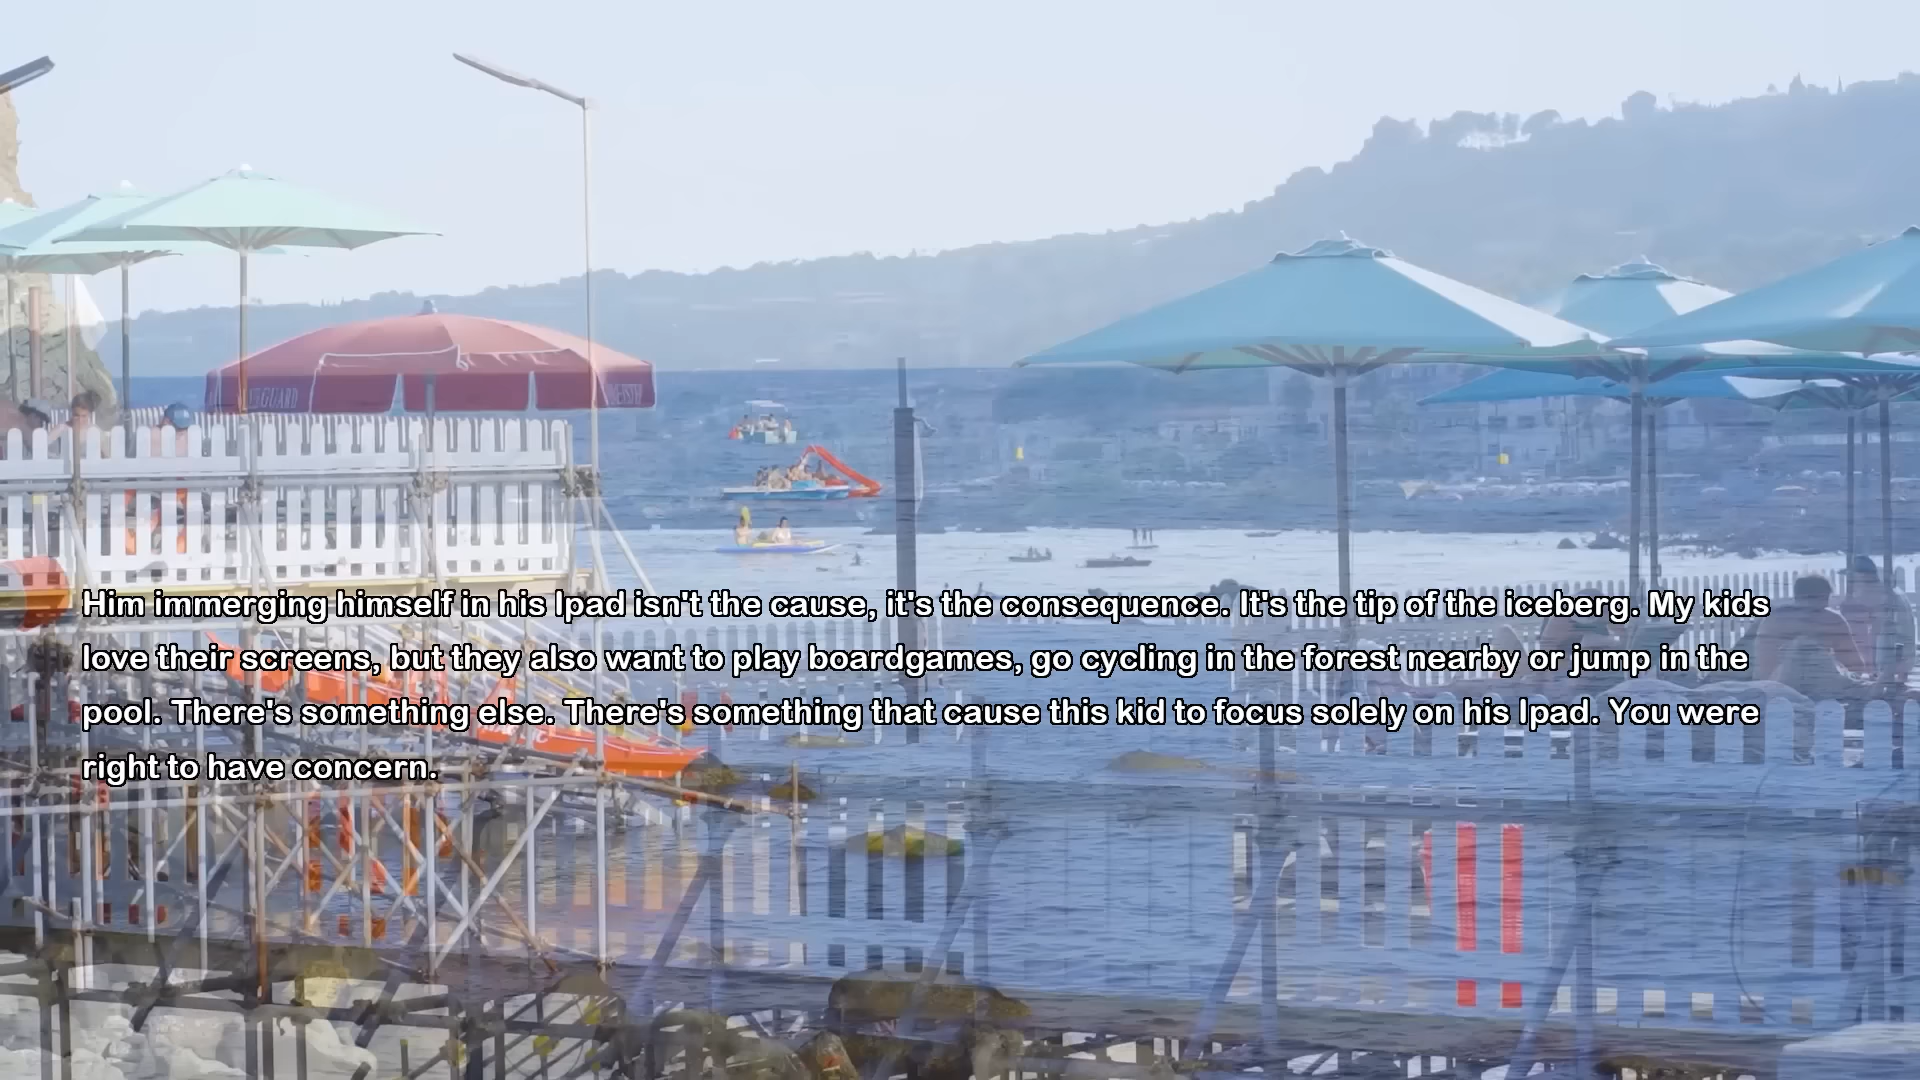 Him immerging himself in his Ipad isn't the cause, it's the consequence. It's the tip of the iceberg. My kids
love their screens, but they also want to play boardgames, go cycling in the forest nearby or jump in the
pool. There's something else. There's something that cause this kid to focus solely on his Ipad. You were
right to have concern.